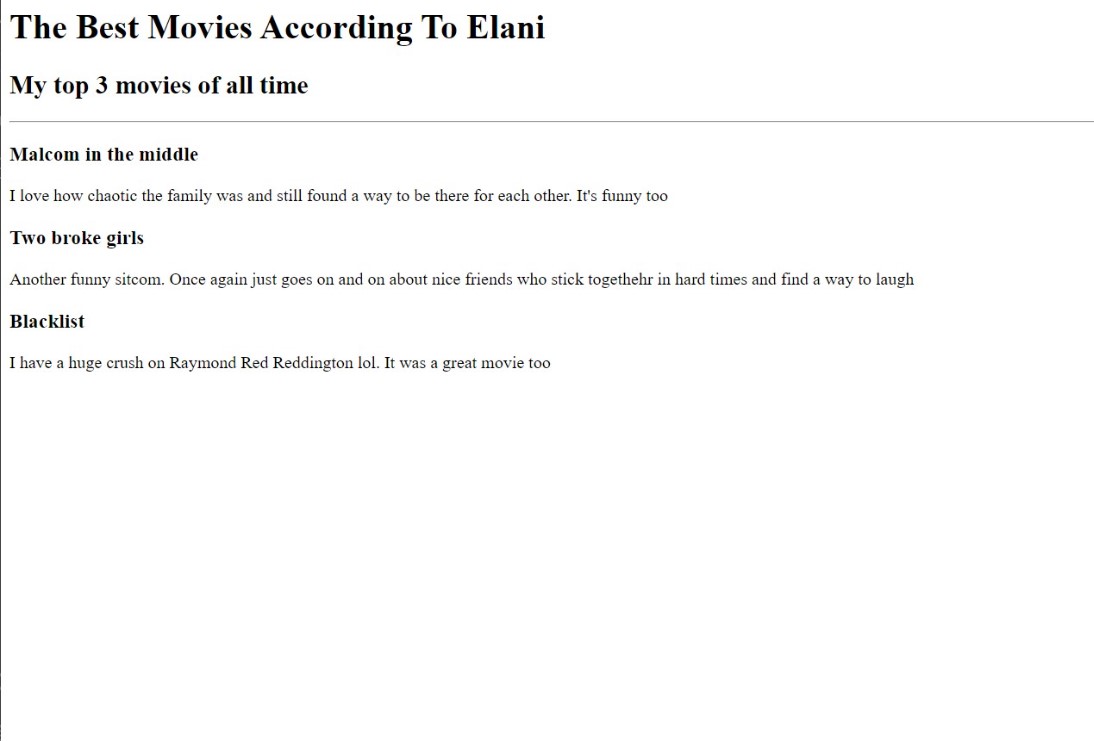 The Best Movies According To Elani
My top 3 movies of all time
Malcom in the middle
I love how chaotic the family was and still found a way to be there for each other. It's funny too
Two broke girls
Another funny sitcom. Once again just goes on and on about nice friends who stick togethehr in hard times and find a way to laugh
Blacklist
I have a huge crush on Raymond Red Reddington lol. It was a great movie too